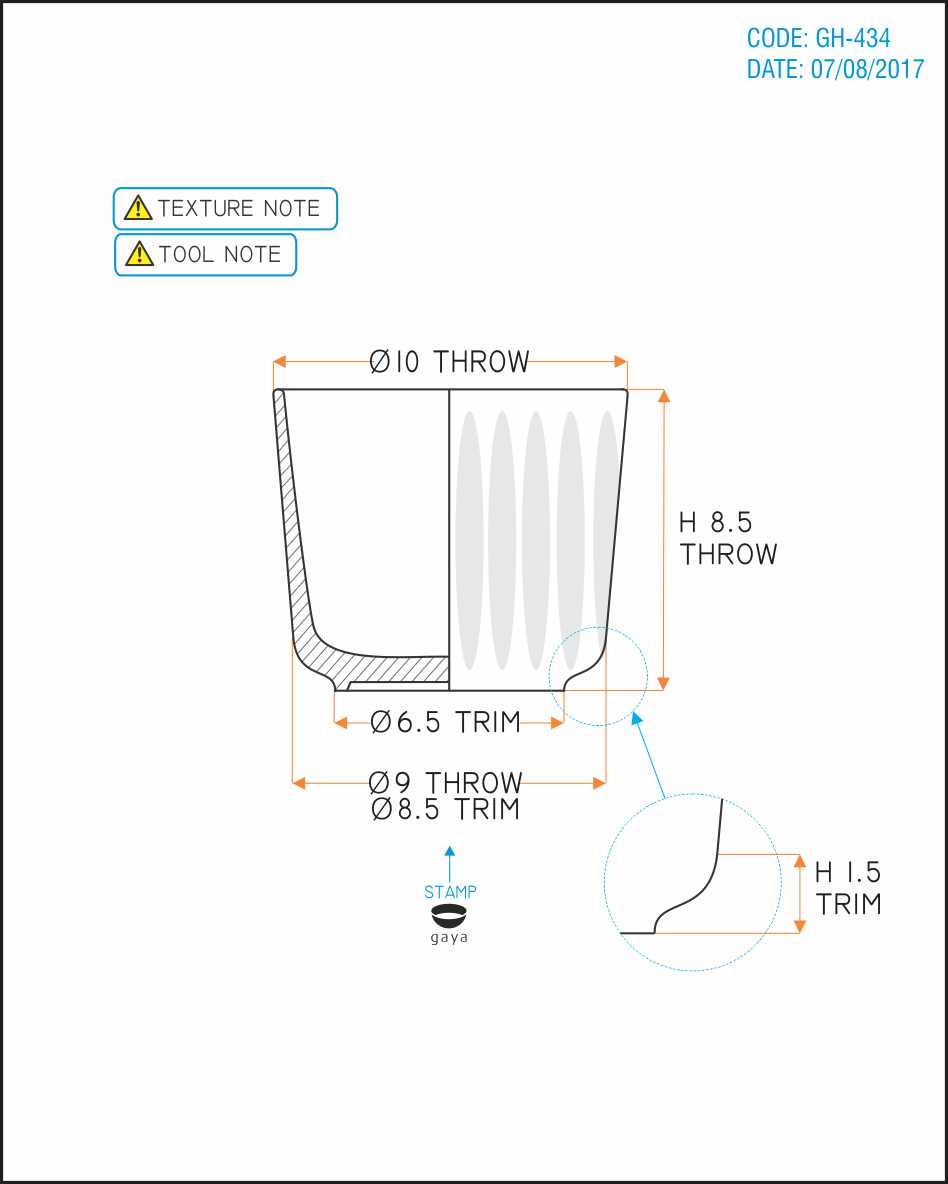 CODE: GH-434
DATE: 07/08/2017
TEXTURE NOTE
TOOL NOTE
Ø10 THROW
H 8.5
THROW
Ø6.5 TRIM
Ø9 THROW
Ø8.5 TRIM
H 1.5
TRIM
STAMP
gaya